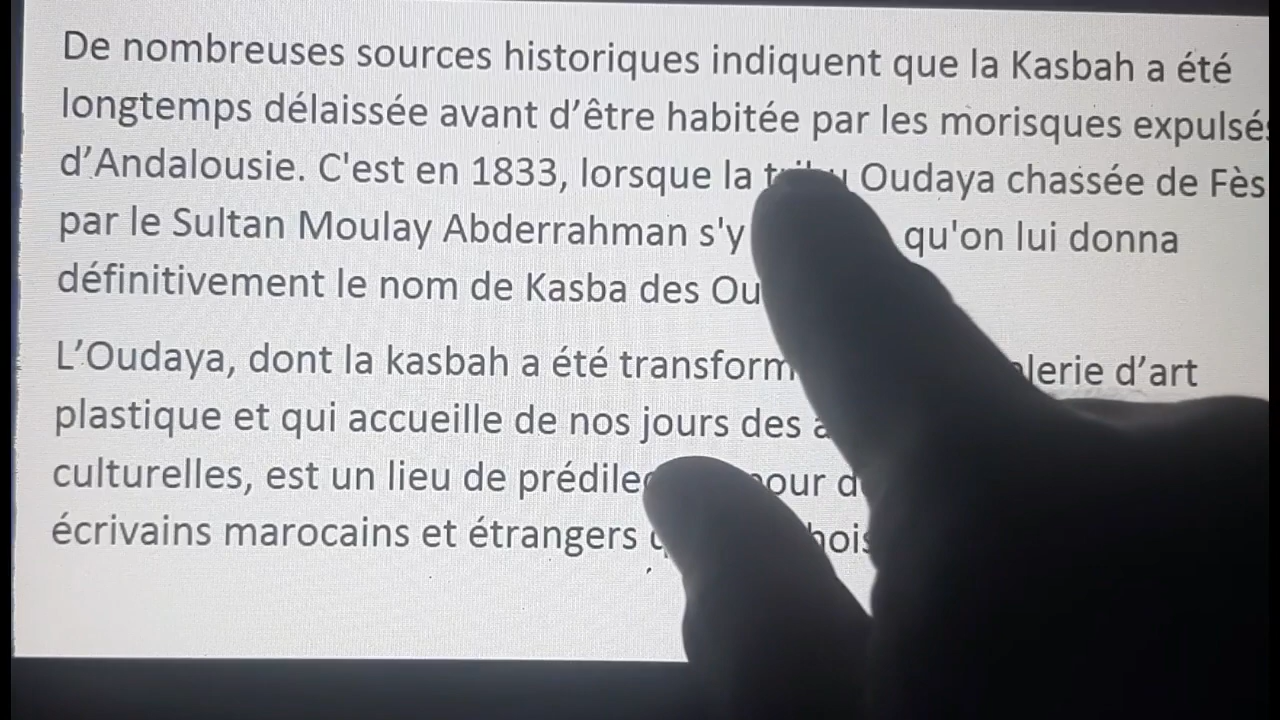 De nombreuses sources historiques indiquent que la Kasbah a été
longtemps délaissée avant d’être habitée par les morisques expulsés
d’Andalousie. C'est en 1833, lorsque la tribu Oudaya chassée de Fès
par le Sultan Moulay Abderrahman s'y qu'on lui donna
définitivement le nom de Kasba des
L’Oudaya, dont la kasbah a été d’art
plastique et qui accueille de nos jours des
culturelles, est un lieu de pour
écrivains marocains et étrangers